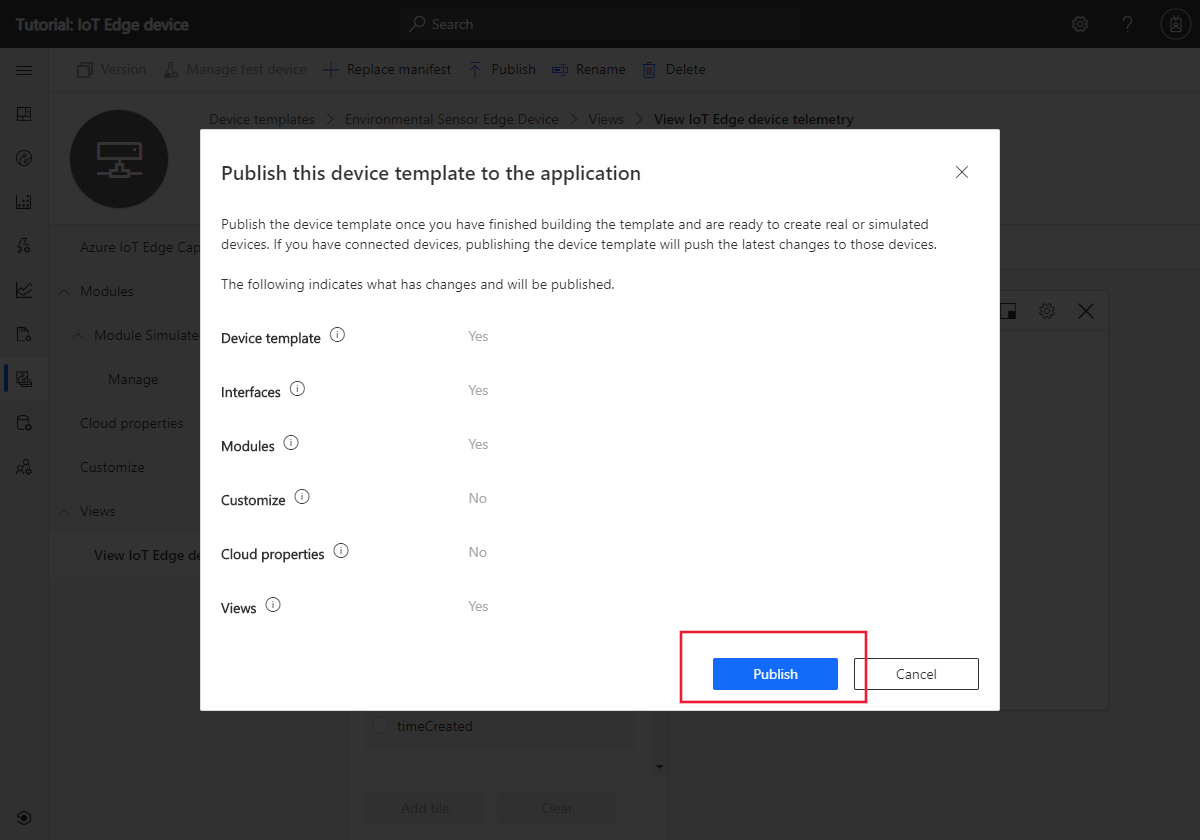 Tutorial: IoT Edge device
Search
Version
Manage test device
Replace manifest
Publish
Rename
Delete
Device templates
Environmental Sensor Edge Device
Views
View IoT Edge device telemetry
Publish this device template to the application
Publish the device template once you have finished building the template and are ready to create real or simulated
devices. If you have connected devices, publishing the device template will push the latest changes to those devices.
The following indicates what has changes and will be published.
Device template Yes
Interfaces Yes
Modules Yes
Customize No
Cloud properties No
Views Yes
Publish
Cancel
Azure IoT Edge Cap
Modules
Module Simulate
Manage
Cloud properties
Customize
Views
View IoT Edge de
timeCreated
Add tile
Clear